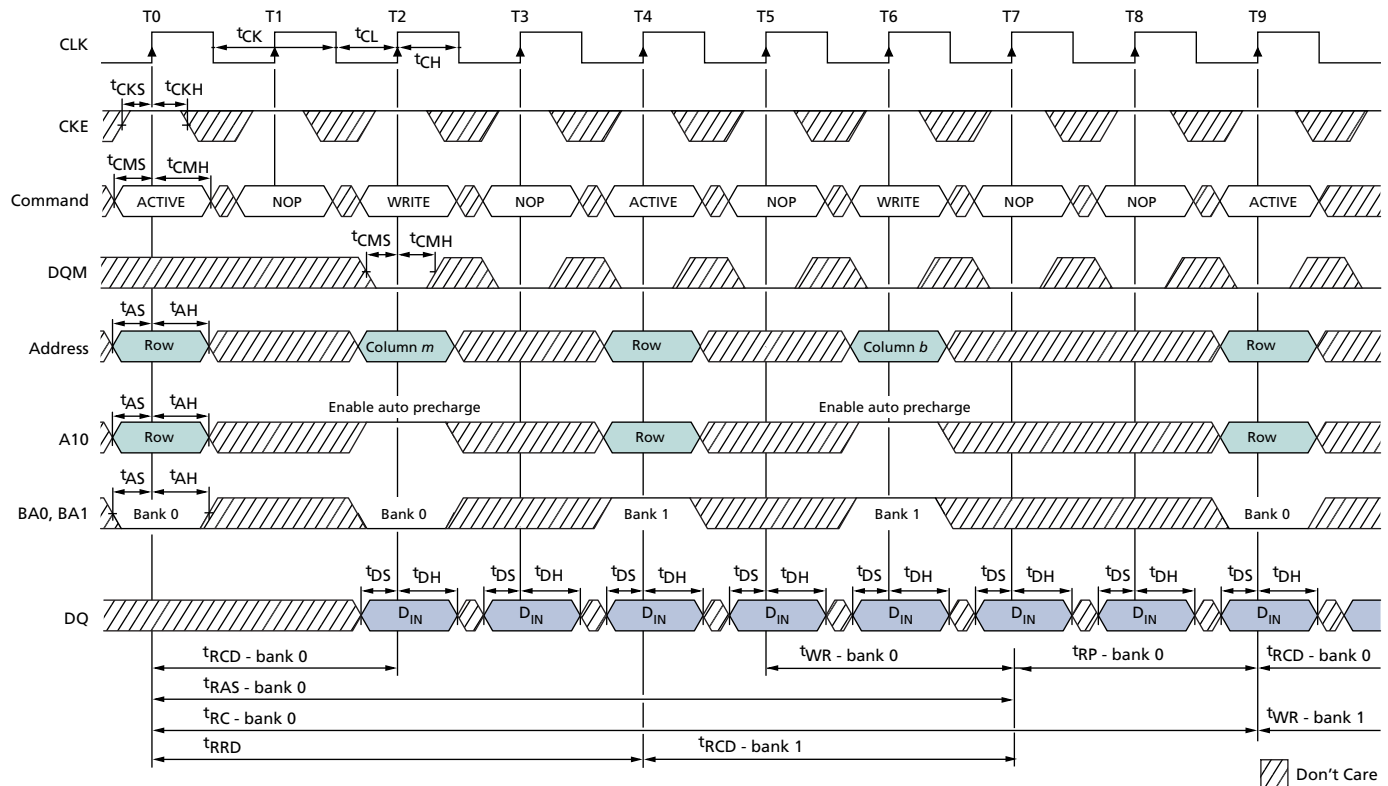 T0 T1 T2 T3 T4 T5 T6 T7 T8 T9
CLK
tCK tCL
tCH
tCKS tCKH
CKE
tCMS tCMH
Command ACTIVE NOP WRITE NOP ACTIVE NOP WRITE NOP NOP ACTIVE
tCMS tCMH
DQM
tAS tAH
Address Row Column m Row Column b Row
tAS tAH
Enable auto precharge Enable auto precharge
A10 Row Row Row
tAS tAH
BA0, BA1 Bank 0 Bank 0 Bank 1 Bank 1 Bank 0
tDS tDH tDS tDH tDS tDH tDS tDH tDS tDH tDS tDH tDS tDH tDS tDH
DQ DIN DIN DIN DIN DIN DIN DIN DIN
tRCD - bank 0 tWR - bank 0 tRP - bank 0 tRCD - bank 0
tRAS - bank 0
tRC - bank 0 tWR - bank 1
tRRD tRCD - bank 1
Don't Care